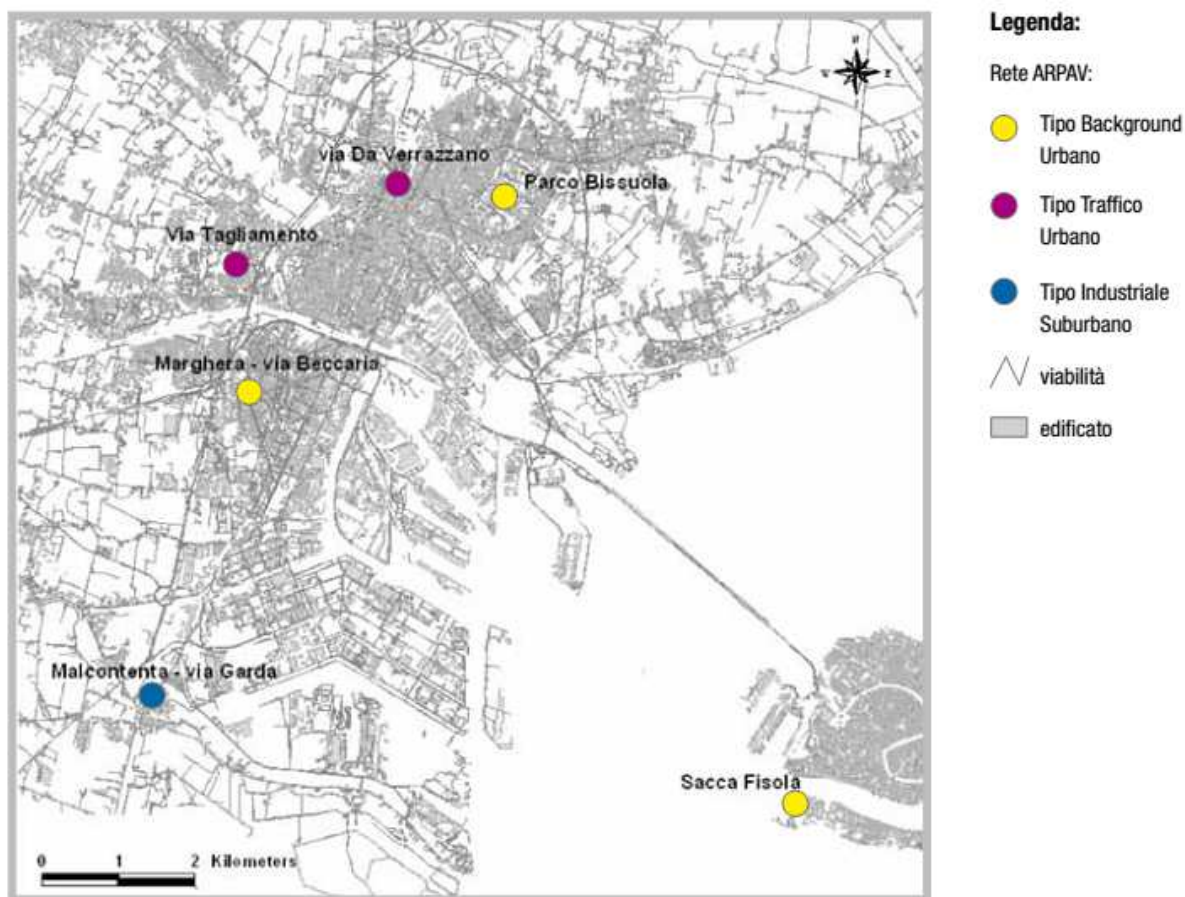 Legenda:
Rete ARPAV:
Tipo Background
Urbano
Tipo Traffico
Urbano
Tipo Industriale
Suburbano
viabilità
edificato
N
E
via Da Verrazzano
Parco Bissuola
Via Tagliamento
Marghera - via Beccaria
Malcontenta - via Garda
Sacca Fisola
0 1 2 Kilometers